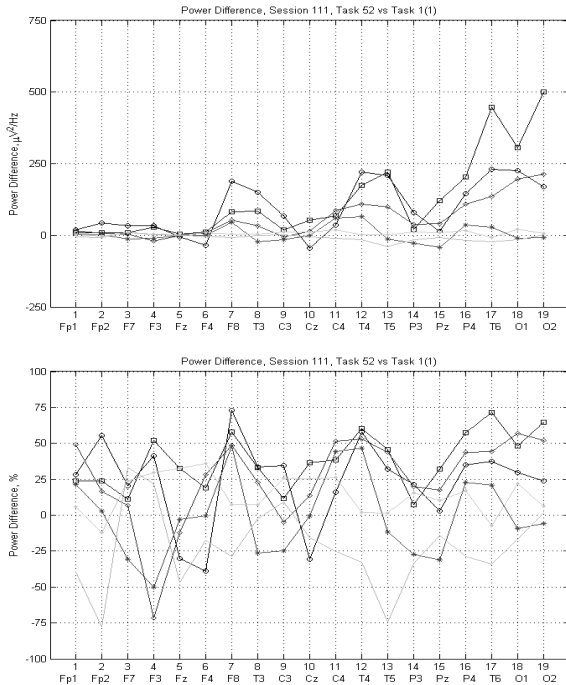 Power Difference, Session 111, Task 52 vs Task 1(1)
750
500
250
0
-250
Power Difference, μV²/Hz
1 2 3 4 5 6 7 8 9 10 11 12 13 14 15 16 17 18 19
Fp1 Fp2 F7 F3 Fz F4 F8 T3 C3 Cz C4 T4 T5 P3 Pz P4 T6 O1 O2
Power Difference, Session 111, Task 52 vs Task 1(1)
100
75
50
25
0
-25
-50
-75
-100
Power Difference, %
1 2 3 4 5 6 7 8 9 10 11 12 13 14 15 16 17 18 19
Fp1 Fp2 F7 F3 Fz F4 F8 T3 C3 Cz C4 T4 T5 P3 Pz P4 T6 O1 O2